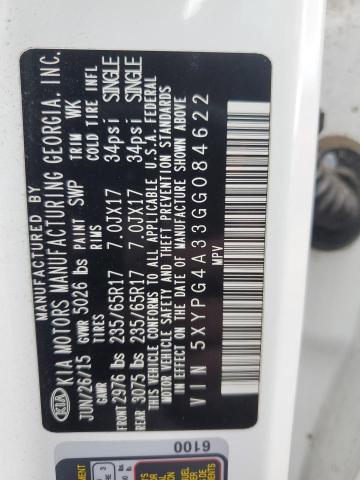 MANUFACTURED BY
KIA MOTORS MANUFACTURING GEORGIA, INC.
JUN/26/15 GVWR 5026 lbs PAINT SWP TRIM WK
GAWR TIRES RIMS COLD TIRE INFL
FRONT 2976 lbs 235/65R17 7.0JX17 34psi SINGLE
REAR 3075 lbs 235/65R17 7.0JX17 34psi SINGLE
THIS VEHICLE CONFORMS TO ALL APPLICABLE U.S.A. FEDERAL
MOTOR VEHICLE SAFETY AND THEFT PREVENTION STANDARDS
IN EFFECT ON THE DATE OF MANUFACTURE SHOWN ABOVE.
VIN 5XYPG4A33GG084622
MPV
KIA
6100